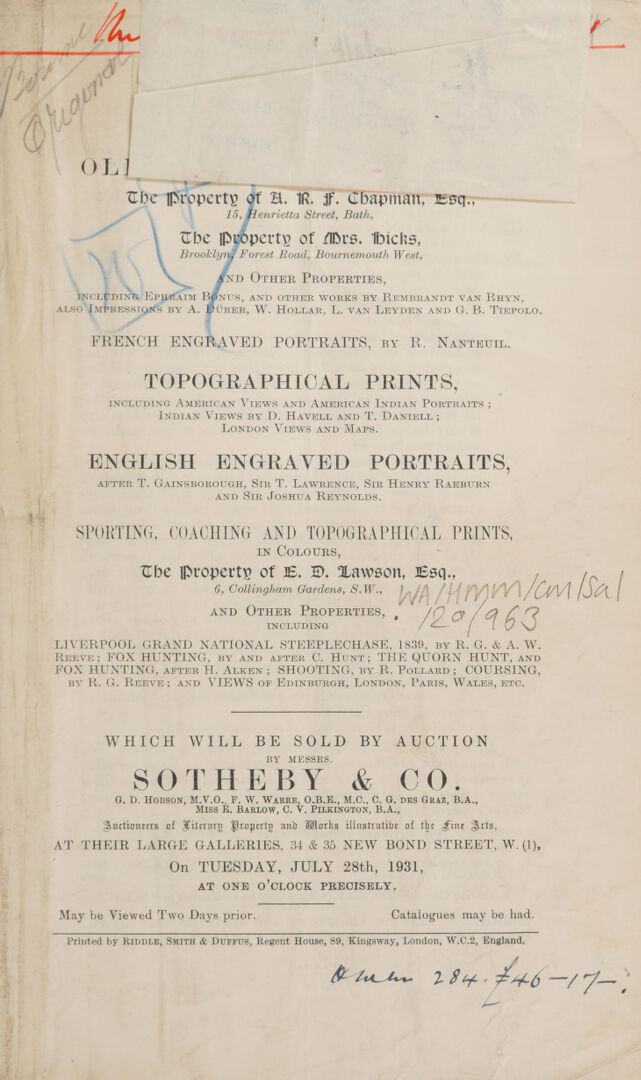 OLD
The Property of A. R. F. Chapman, Esq.,
15, Henrietta Street, Bath,
The Property of Mrs. Hicks,
Brooklyn, Forest Road, Bournemouth West,
AND OTHER PROPERTIES,
INCLUDING EPHRAIM BONUS, AND OTHER WORKS BY REMBRANDT VAN RHYN,
ALSO IMPRESSIONS BY A. DÜRER, W. HOLLAR, L. VAN LEYDEN AND G. B. TIEPOLO.
FRENCH ENGRAVED PORTRAITS, BY R. NANTEUIL.
TOPOGRAPHICAL PRINTS,
INCLUDING AMERICAN VIEWS AND AMERICAN INDIAN PORTRAITS;
INDIAN VIEWS BY D. HAVELL AND T. DANIELL;
LONDON VIEWS AND MAPS.
ENGLISH ENGRAVED PORTRAITS,
AFTER T. GAINSBOROUGH, SIR T. LAWRENCE, SIR HENRY RAEBURN
AND SIR JOSHUA REYNOLDS.
SPORTING, COACHING AND TOPOGRAPHICAL PRINTS,
IN COLOURS,
The Property of E. D. Lawson, Esq.,
6, Collingham Gardens, S.W.,
WA/HMM/CM/Sal
/20/963
AND OTHER PROPERTIES,
INCLUDING
LIVERPOOL GRAND NATIONAL STEEPLECHASE, 1839, BY R. G. & A. W.
REEVE; FOX HUNTING, BY AND AFTER C. HUNT; THE QUORN HUNT, AND
FOX HUNTING, AFTER H. ALKEN; SHOOTING, BY R. POLLARD; COURSING,
BY R. G. REEVE; AND VIEWS OF EDINBURGH, LONDON, PARIS, WALES, ETC.
WHICH WILL BE SOLD BY AUCTION
BY MESSRS.
SOTHEBY & CO.
G. D. HOBSON, M.V.O., F. W. WARRE, O.B.E., M.C., C. G. DES GRAZ, B.A.,
MISS E. BARLOW, C. V. PILKINGTON, B.A.,
Auctioneers of Literary Property and Works illustrative of the Fine Arts,
AT THEIR LARGE GALLERIES, 34 & 35 NEW BOND STREET, W. (1),
On TUESDAY, JULY 28th, 1931,
AT ONE O'CLOCK PRECISELY.
May be Viewed Two Days prior. Catalogues may be had.
Printed by RIDDLE, SMITH & DUFFUS, Regent House, 89, Kingsway, London, W.C.2, England.
284. £46-17-